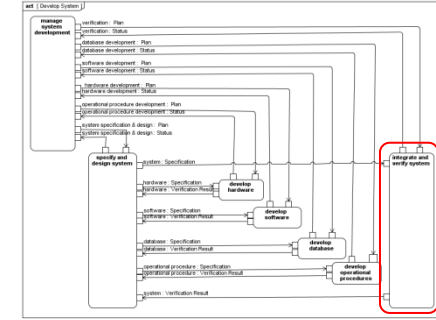 act [ Develop System ]
manage
system
development
verification : Plan
verification : Status
database development : Plan
database development : Status
software development : Plan
software development : Status
hardware development : Plan
hardware development : Status
operational procedure development : Plan
operational procedure development : Status
system specification & design : Plan
system specification & design : Status
specify and
design system
integrate and
verify system
system : Specification
hardware : Specification
hardware : Verification Result
develop
hardware
software : Specification
software : Verification Result
develop
software
database : Specification
database : Verification Result
develop
database
operational procedure : Specification
operational procedure : Verification Result
develop
operational
procedures
system : Verification Result